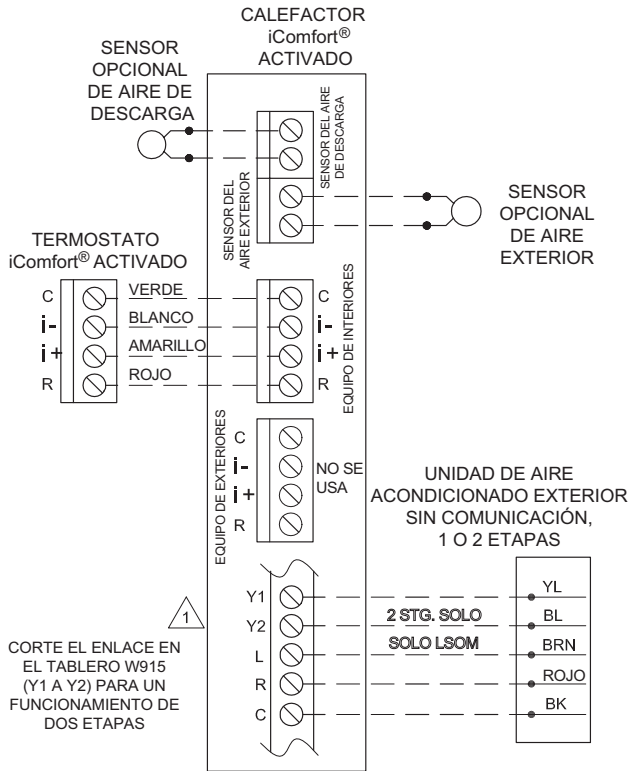 CALEFACTOR
iComfort®
ACTIVADO
SENSOR
OPCIONAL
DE AIRE DE
DESCARGA
SENSOR DEL AIRE
DE DESCARGA
SENSOR DEL
AIRE EXTERIOR
SENSOR
OPCIONAL
DE AIRE
EXTERIOR
TERMOSTATO
iComfort® ACTIVADO
C VERDE C
i- BLANCO i-
i+ AMARILLO i+
R ROJO R
EQUIPO DE INTERIORES
EQUIPO DE EXTERIORES
C
i-
i+
R
NO SE
USA
UNIDAD DE AIRE
ACONDICIONADO EXTERIOR
SIN COMUNICACIÓN,
1 O 2 ETAPAS
Y1 YL
Y2 2 STG. SOLO BL
L SOLO LSOM BRN
R ROJO
C BK
1
CORTE EL ENLACE EN
EL TABLERO W915
(Y1 A Y2) PARA UN
FUNCIONAMIENTO DE
DOS ETAPAS